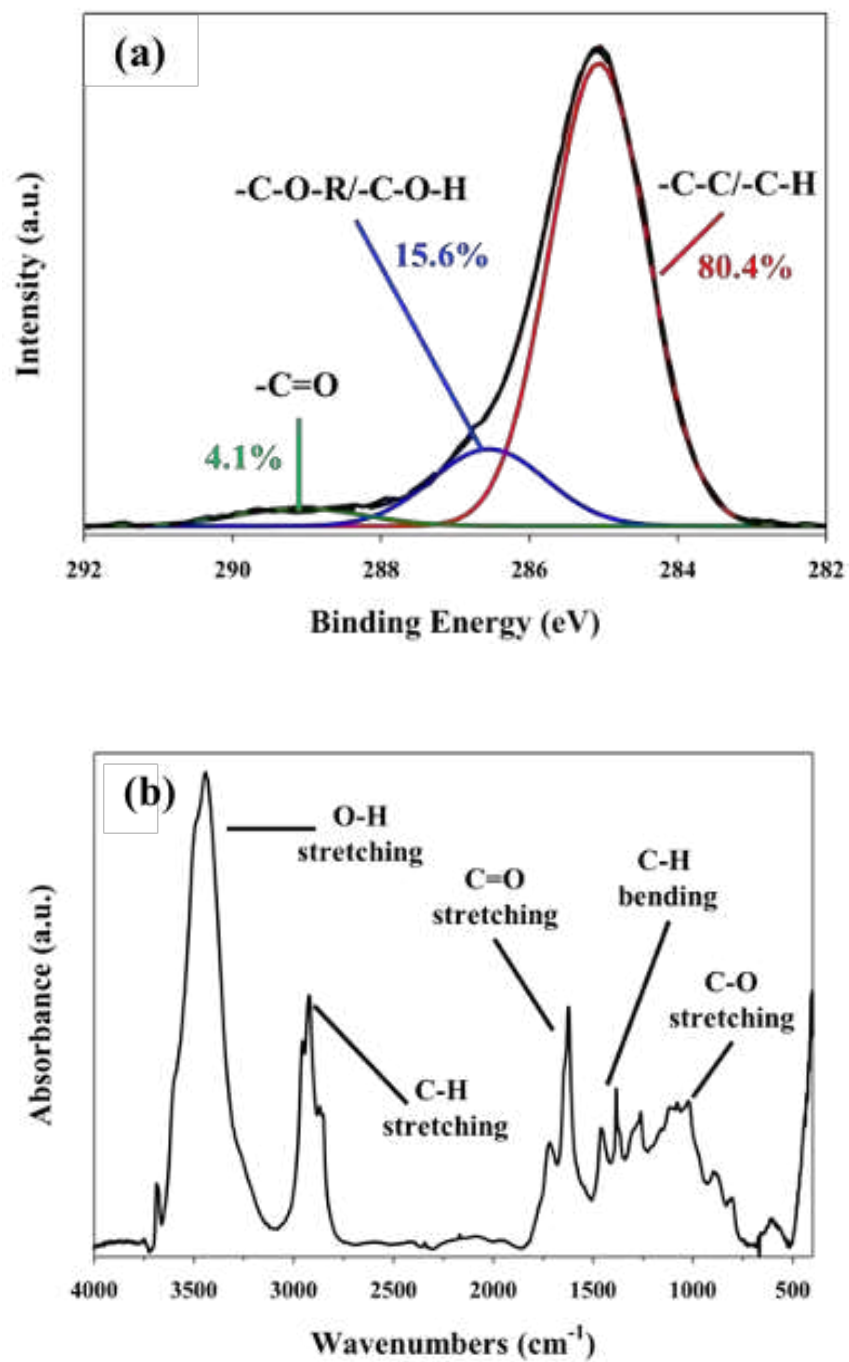 (a)
-C-O-R/-C-O-H
-C-C/-C-H
15.6%
80.4%
-C=O
4.1%
Intensity (a.u.)
292 290 288 286 284 282
Binding Energy (eV)
(b)
O-H
stretching
C=O
stretching
C-H
bending
C-O
stretching
C-H
stretching
Absorbance (a.u.)
4000 3500 3000 2500 2000 1500 1000 500
Wavenumbers (cm⁻¹)